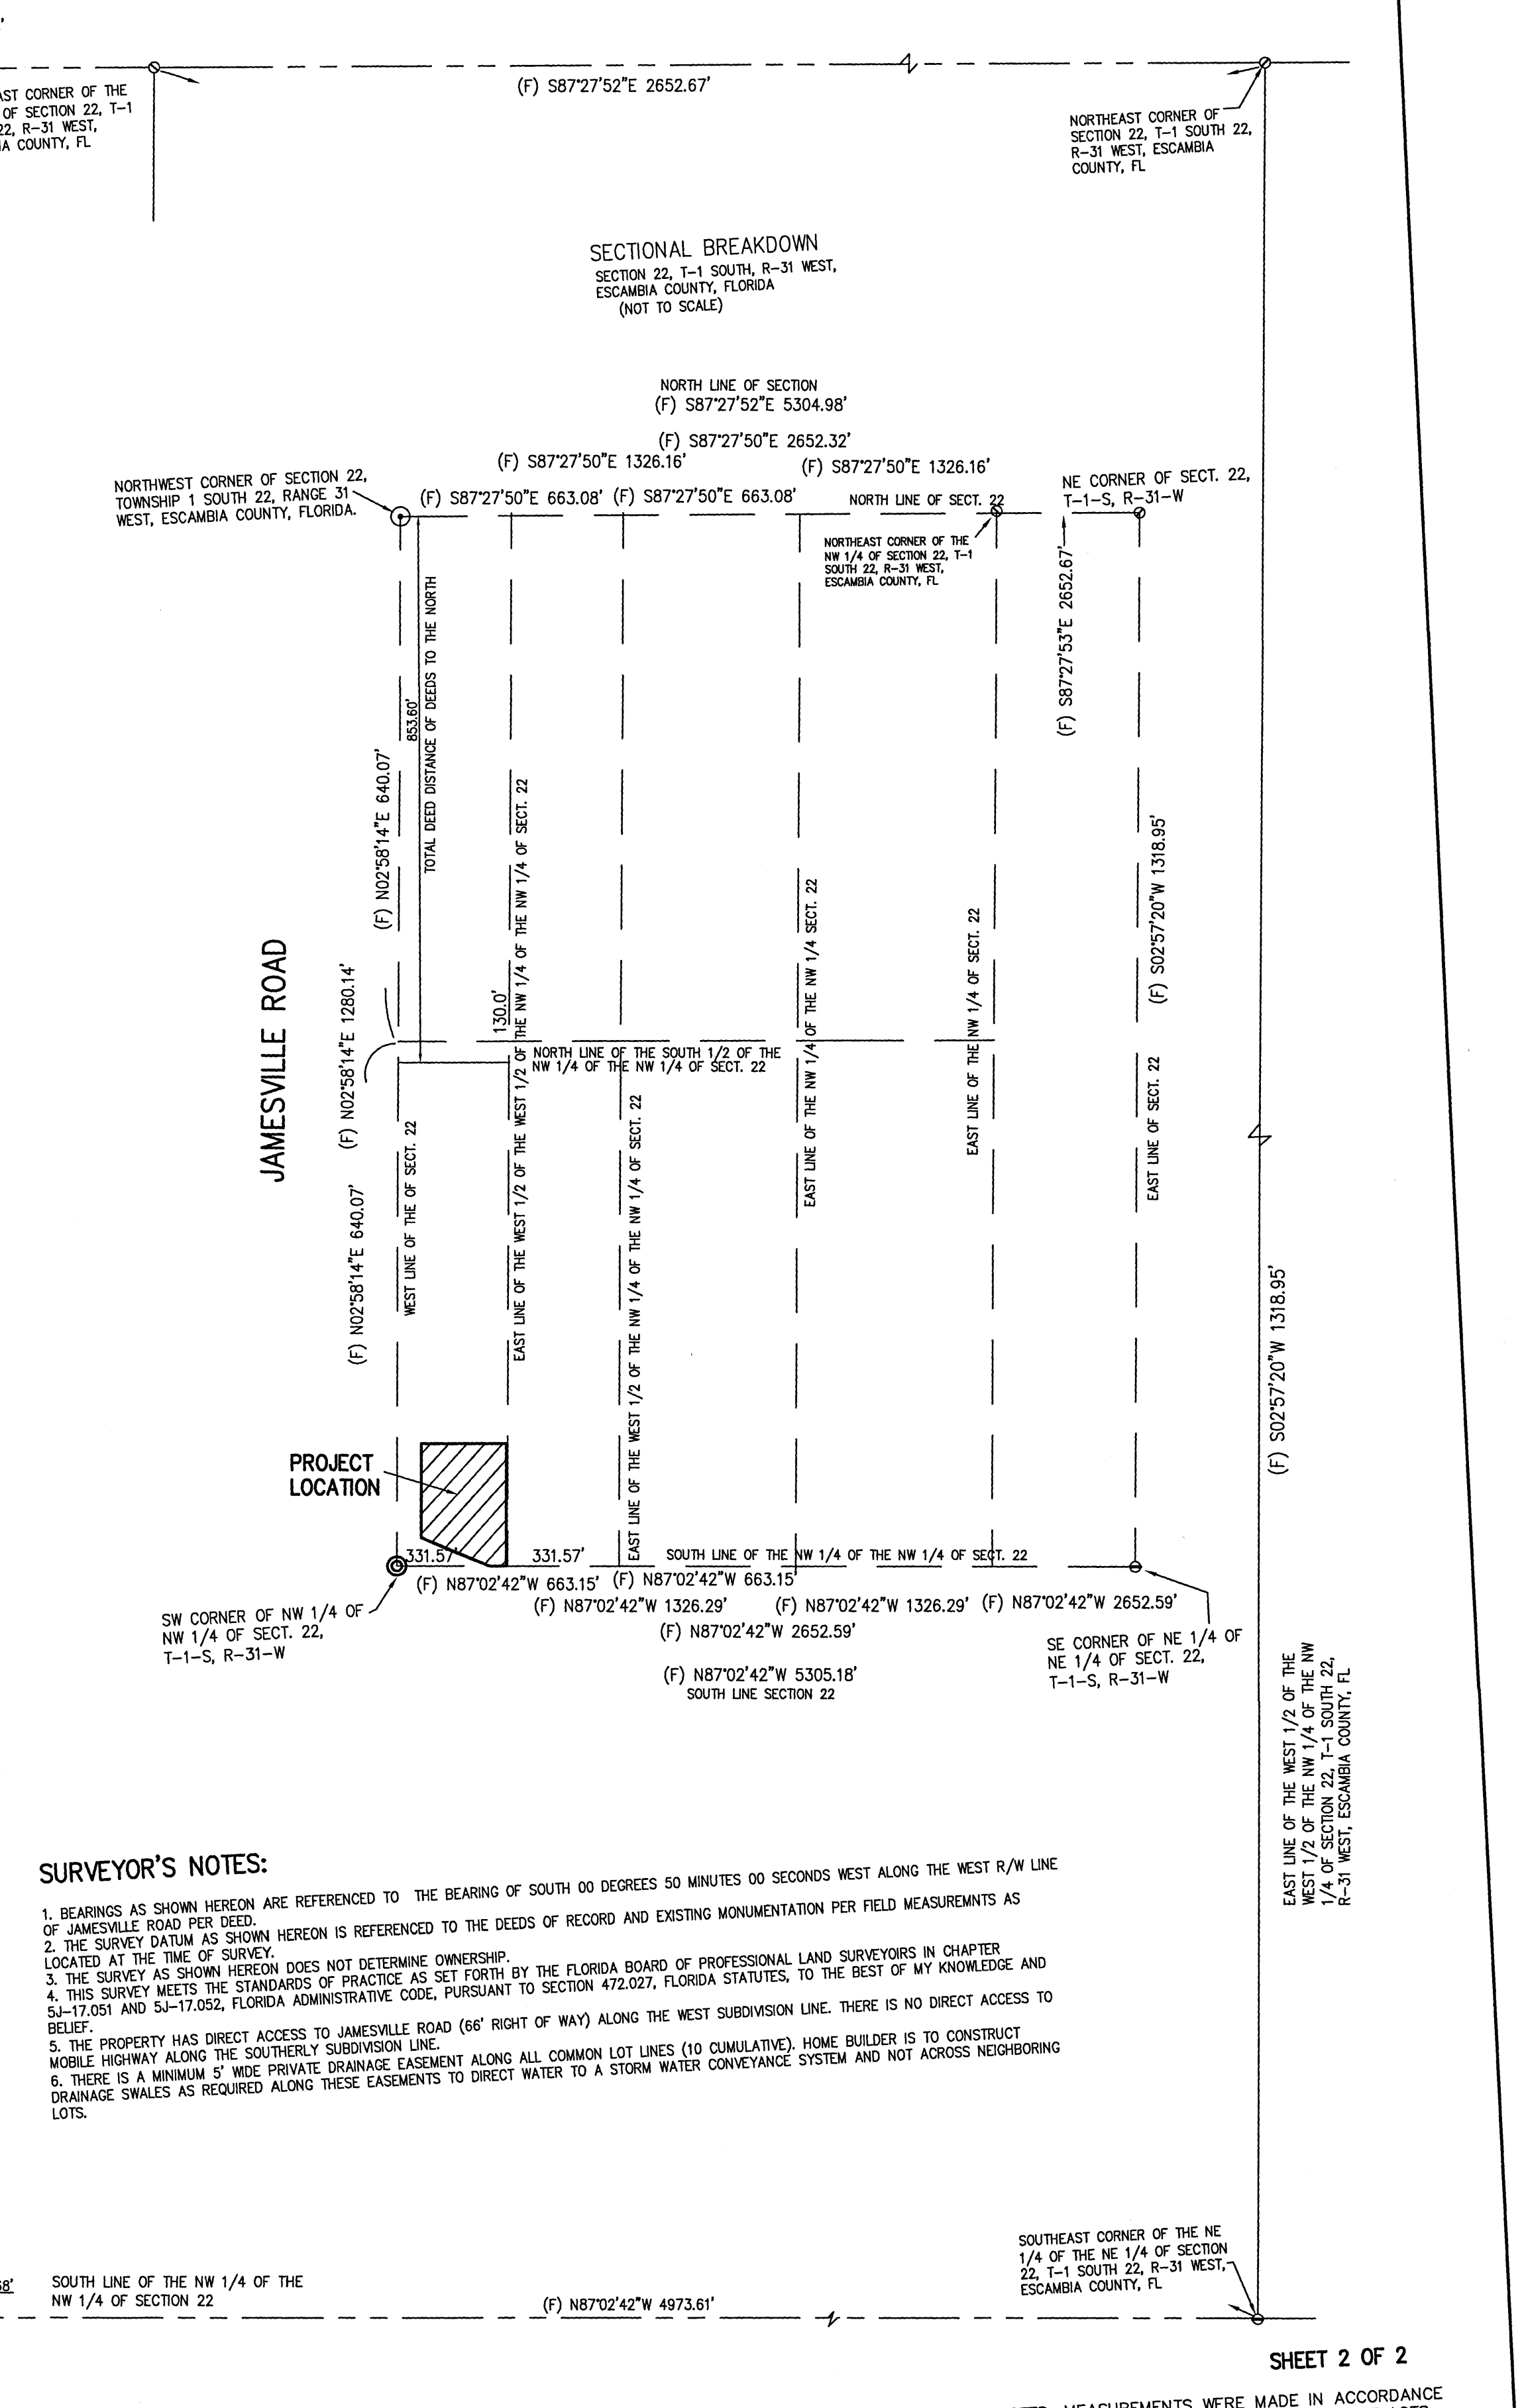 (F) S87°27'52"E 2652.67'
AST CORNER OF THE
OF SECTION 22, T-1
22, R-31 WEST,
A COUNTY, FL
NORTHEAST CORNER OF
SECTION 22, T-1 SOUTH 22,
R-31 WEST, ESCAMBIA
COUNTY, FL
SECTIONAL BREAKDOWN
SECTION 22, T-1 SOUTH, R-31 WEST,
ESCAMBIA COUNTY, FLORIDA
(NOT TO SCALE)
NORTH LINE OF SECTION
(F) S87°27'52"E 5304.98'
(F) S87°27'50"E 2652.32'
(F) S87°27'50"E 1326.16'
(F) S87°27'50"E 1326.16'
NORTHWEST CORNER OF SECTION 22,
TOWNSHIP 1 SOUTH 22, RANGE 31
WEST, ESCAMBIA COUNTY, FLORIDA.
(F) S87°27'50"E 663.08'
(F) S87°27'50"E 663.08'
NORTH LINE OF SECT. 22
NE CORNER OF SECT. 22,
T-1-S, R-31-W
NORTHEAST CORNER OF THE
NW 1/4 OF SECTION 22, T-1
SOUTH 22, R-31 WEST,
ESCAMBIA COUNTY, FL
(F) S87°27'53"E 2652.67'
853.60'
TOTAL DEED DISTANCE OF DEEDS TO THE NORTH
(F) N02°58'14"E 640.07'
(F) N02°58'14"E 1280.14'
(F) N02°58'14"E 640.07'
JAMESVILLE ROAD
WEST LINE OF THE OF SECT. 22
130.0'
EAST LINE OF THE WEST 1/2 OF THE WEST 1/2 OF THE NW 1/4 OF THE NW 1/4 OF SECT. 22
NORTH LINE OF THE SOUTH 1/2 OF THE
NW 1/4 OF THE NW 1/4 OF SECT. 22
EAST LINE OF THE WEST 1/2 OF THE NW 1/4 OF THE NW 1/4 OF SECT. 22
EAST LINE OF THE NW 1/4 OF THE NW 1/4 SECT. 22
EAST LINE OF THE NW 1/4 OF SECT. 22
(F) S02°57'20"W 1318.95'
EAST LINE OF SECT. 22
(F) S02°57'20"W 1318.95'
PROJECT
LOCATION
331.57'
331.57'
SOUTH LINE OF THE NW 1/4 OF THE NW 1/4 OF SECT. 22
(F) N87°02'42"W 663.15'
(F) N87°02'42"W 663.15'
(F) N87°02'42"W 1326.29'
(F) N87°02'42"W 1326.29'
(F) N87°02'42"W 2652.59'
(F) N87°02'42"W 2652.59'
(F) N87°02'42"W 5305.18'
SOUTH LINE SECTION 22
SW CORNER OF NW 1/4 OF
NW 1/4 OF SECT. 22,
T-1-S, R-31-W
SE CORNER OF NE 1/4 OF
NE 1/4 OF SECT. 22,
T-1-S, R-31-W
EAST LINE OF THE WEST 1/2 OF THE
WEST 1/2 OF THE NW 1/4 OF THE NW
1/4 OF SECTION 22, T-1 SOUTH 22,
R-31 WEST, ESCAMBIA COUNTY, FL
SURVEYOR'S NOTES:
1. BEARINGS AS SHOWN HEREON ARE REFERENCED TO THE BEARING OF SOUTH 00 DEGREES 50 MINUTES 00 SECONDS WEST ALONG THE WEST R/W LINE
OF JAMESVILLE ROAD PER DEED.
2. THE SURVEY DATUM AS SHOWN HEREON IS REFERENCED TO THE DEEDS OF RECORD AND EXISTING MONUMENTATION PER FIELD MEASUREMNTS AS
LOCATED AT THE TIME OF SURVEY.
3. THE SURVEY AS SHOWN HEREON DOES NOT DETERMINE OWNERSHIP.
4. THIS SURVEY MEETS THE STANDARDS OF PRACTICE AS SET FORTH BY THE FLORIDA BOARD OF PROFESSIONAL LAND SURVEYOIRS IN CHAPTER
5J-17.051 AND 5J-17.052, FLORIDA ADMINISTRATIVE CODE, PURSUANT TO SECTION 472.027, FLORIDA STATUTES, TO THE BEST OF MY KNOWLEDGE AND
BELIEF.
5. THE PROPERTY HAS DIRECT ACCESS TO JAMESVILLE ROAD (66' RIGHT OF WAY) ALONG THE WEST SUBDIVISION LINE. THERE IS NO DIRECT ACCESS TO
MOBILE HIGHWAY ALONG THE SOUTHERLY SUBDIVISION LINE.
6. THERE IS A MINIMUM 5' WIDE PRIVATE DRAINAGE EASEMENT ALONG ALL COMMON LOT LINES (10 CUMULATIVE). HOME BUILDER IS TO CONSTRUCT
DRAINAGE SWALES AS REQUIRED ALONG THESE EASEMENTS TO DIRECT WATER TO A STORM WATER CONVEYANCE SYSTEM AND NOT ACROSS NEIGHBORING
LOTS.
SOUTHEAST CORNER OF THE NE
1/4 OF THE NE 1/4 OF SECTION
22, T-1 SOUTH 22, R-31 WEST,
ESCAMBIA COUNTY, FL
8'
SOUTH LINE OF THE NW 1/4 OF THE
NW 1/4 OF SECTION 22
(F) N87°02'42"W 4973.61'
SHEET 2 OF 2
MEASUREMENTS WERE MADE IN ACCORDANCE